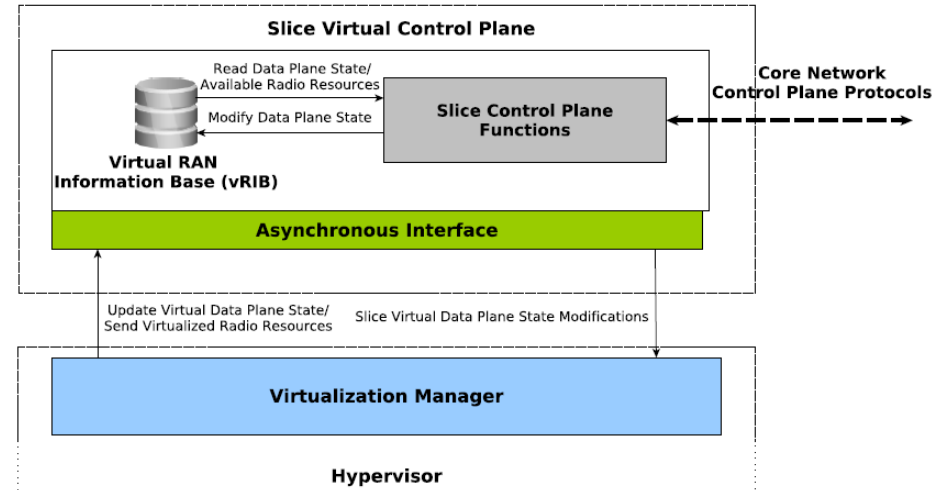 Slice Virtual Control Plane
Read Data Plane State/
Available Radio Resources
Modify Data Plane State
Slice Control Plane
Functions
Core Network
Control Plane Protocols
Virtual RAN
Information Base (vRIB)
Asynchronous Interface
Update Virtual Data Plane State/
Send Virtualized Radio Resources
Slice Virtual Data Plane State Modifications
Virtualization Manager
Hypervisor